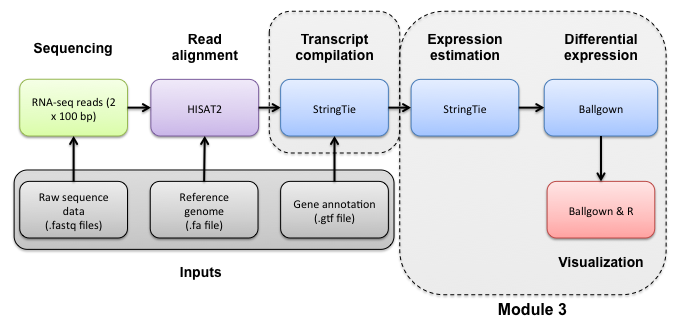 Sequencing
Read
alignment
Transcript
compilation
Expression
estimation
Differential
expression
RNA-seq reads (2
x 100 bp)
HISAT2
StringTie
StringTie
Ballgown
Raw sequence
data
(.fastq files)
Reference
genome
(.fa file)
Gene annotation
(.gtf file)
Ballgown & R
Inputs
Visualization
Module 3